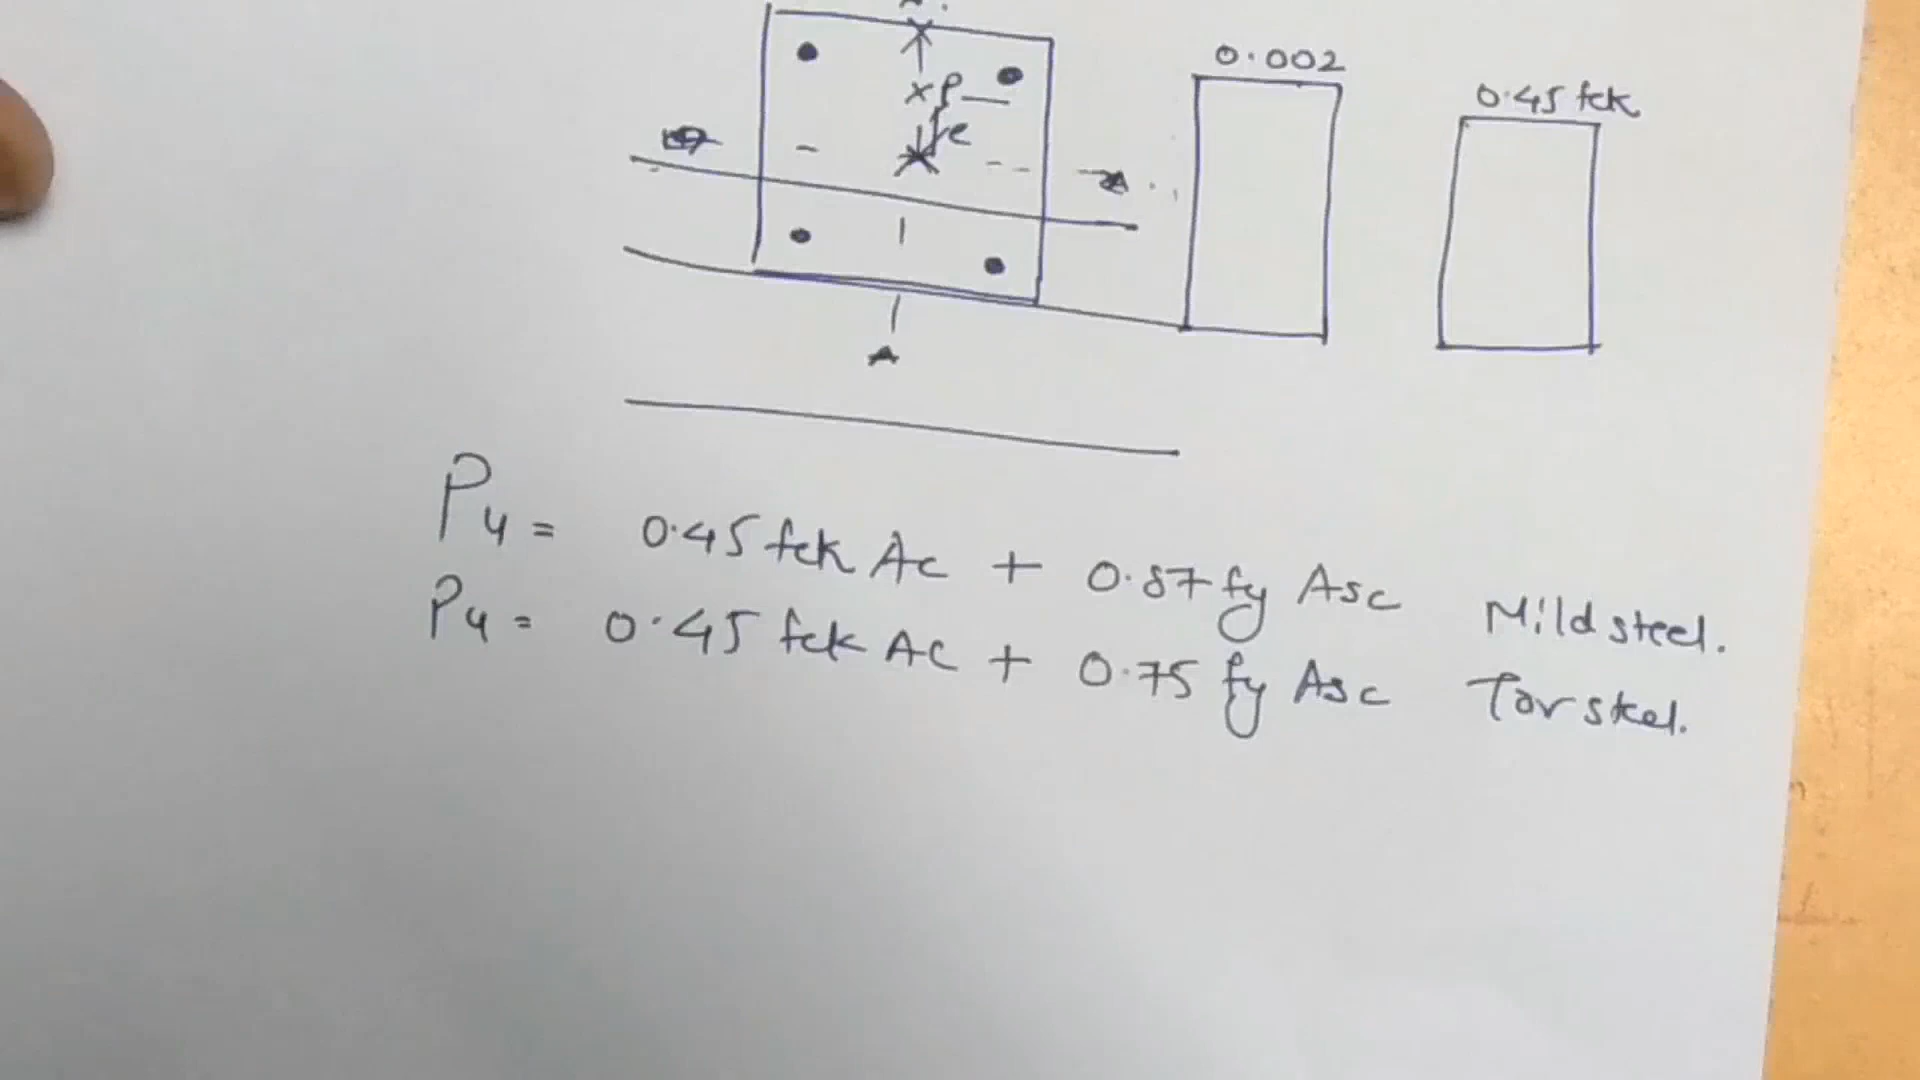 0.002
0.45 fck
P
e
A
Pu = 0.45 fck Ac + 0.87 fy Asc Mild steel.
Pu = 0.45 fck Ac + 0.75 fy Asc Tor steel.